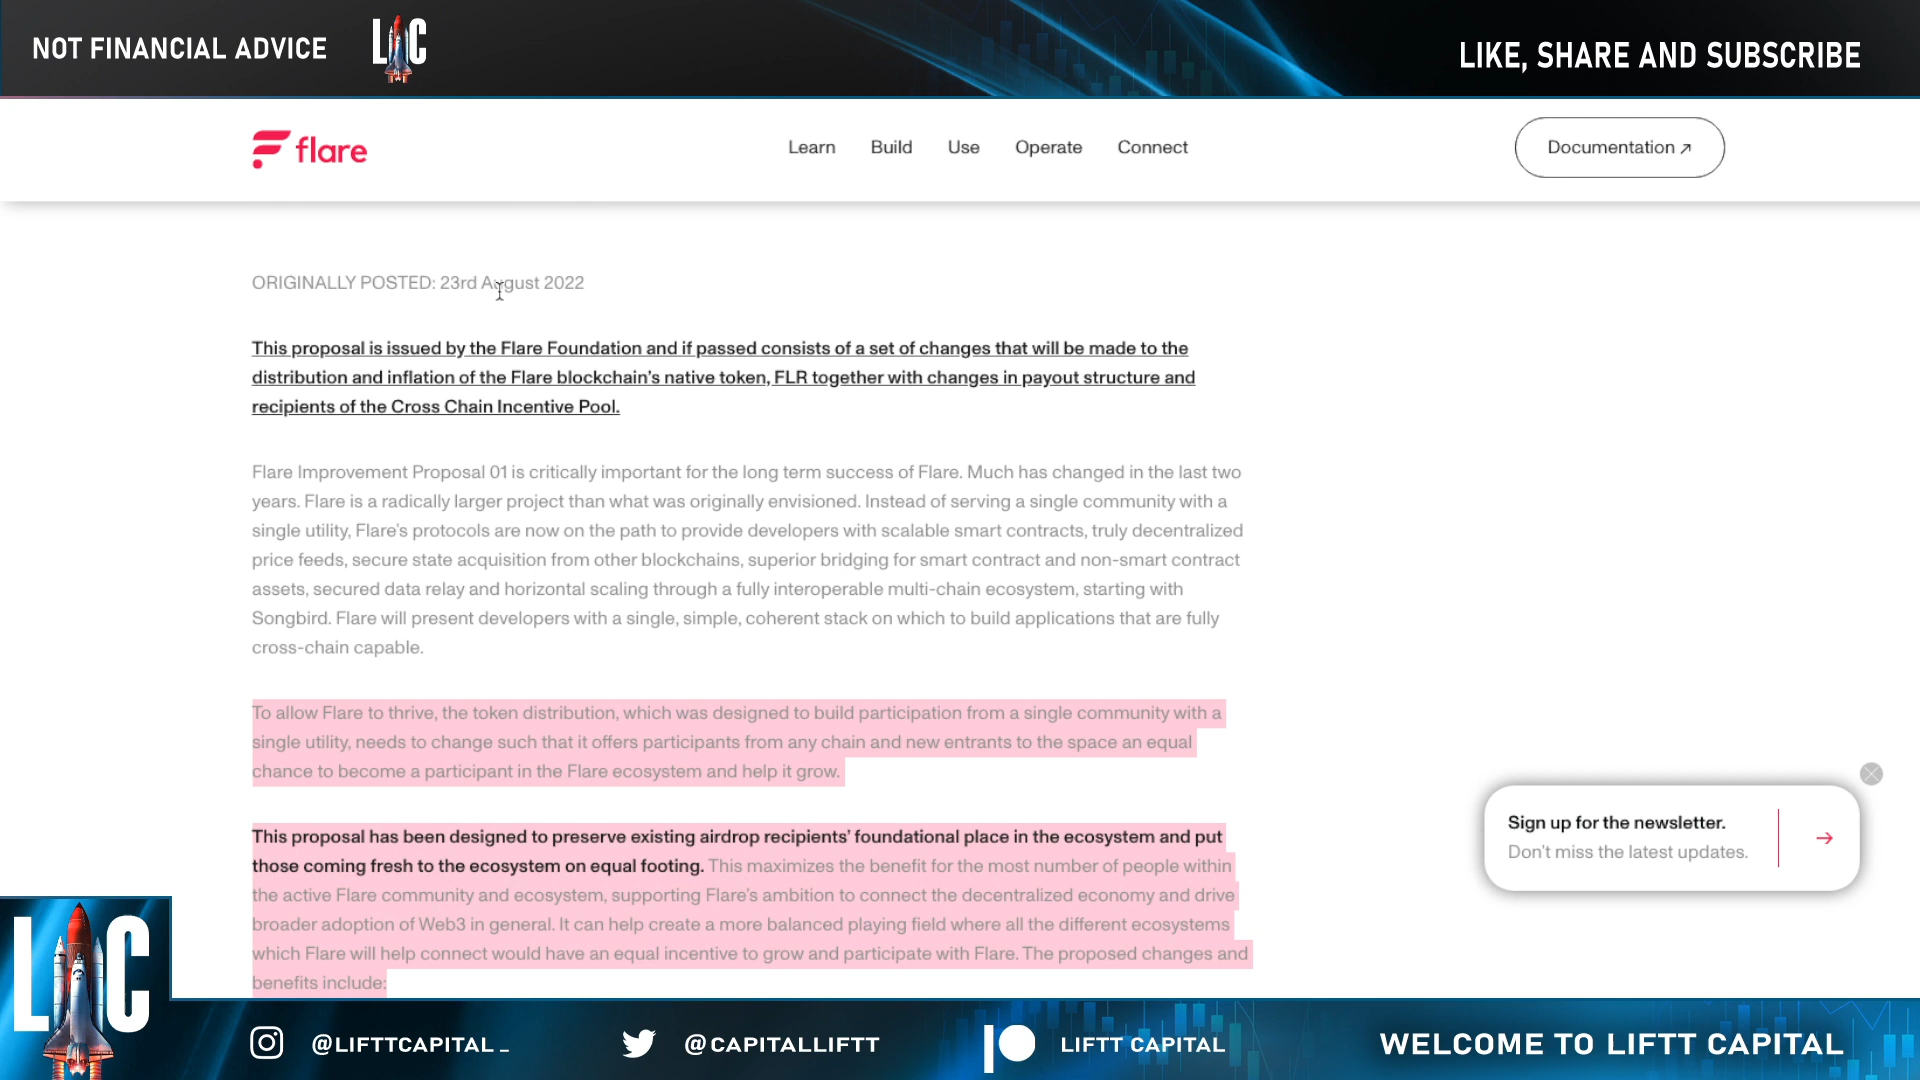 NOT FINANCIAL ADVICE
LC
LIKE, SHARE AND SUBSCRIBE
flare
Learn Build Use Operate Connect
Documentation ↗
ORIGINALLY POSTED: 23rd August 2022
This proposal is issued by the Flare Foundation and if passed consists of a set of changes that will be made to the
distribution and inflation of the Flare blockchain's native token, FLR together with changes in payout structure and
recipients of the Cross Chain Incentive Pool.
Flare Improvement Proposal 01 is critically important for the long term success of Flare. Much has changed in the last two
years. Flare is a radically larger project than what was originally envisioned. Instead of serving a single community with a
single utility, Flare's protocols are now on the path to provide developers with scalable smart contracts, truly decentralized
price feeds, secure state acquisition from other blockchains, superior bridging for smart contract and non-smart contract
assets, secured data relay and horizontal scaling through a fully interoperable multi-chain ecosystem, starting with
Songbird. Flare will present developers with a single, simple, coherent stack on which to build applications that are fully
cross-chain capable.
To allow Flare to thrive, the token distribution, which was designed to build participation from a single community with a
single utility, needs to change such that it offers participants from any chain and new entrants to the space an equal
chance to become a participant in the Flare ecosystem and help it grow.
This proposal has been designed to preserve existing airdrop recipients' foundational place in the ecosystem and put
those coming fresh to the ecosystem on equal footing. This maximizes the benefit for the most number of people within
the active Flare community and ecosystem, supporting Flare's ambition to connect the decentralized economy and drive
broader adoption of Web3 in general. It can help create a more balanced playing field where all the different ecosystems
which Flare will help connect would have an equal incentive to grow and participate with Flare. The proposed changes and
benefits include:
Sign up for the newsletter.
Don't miss the latest updates.
LC
@LIFTTCAPITAL_
@CAPITALLIFTT
LIFTT CAPITAL
WELCOME TO LIFTT CAPITAL